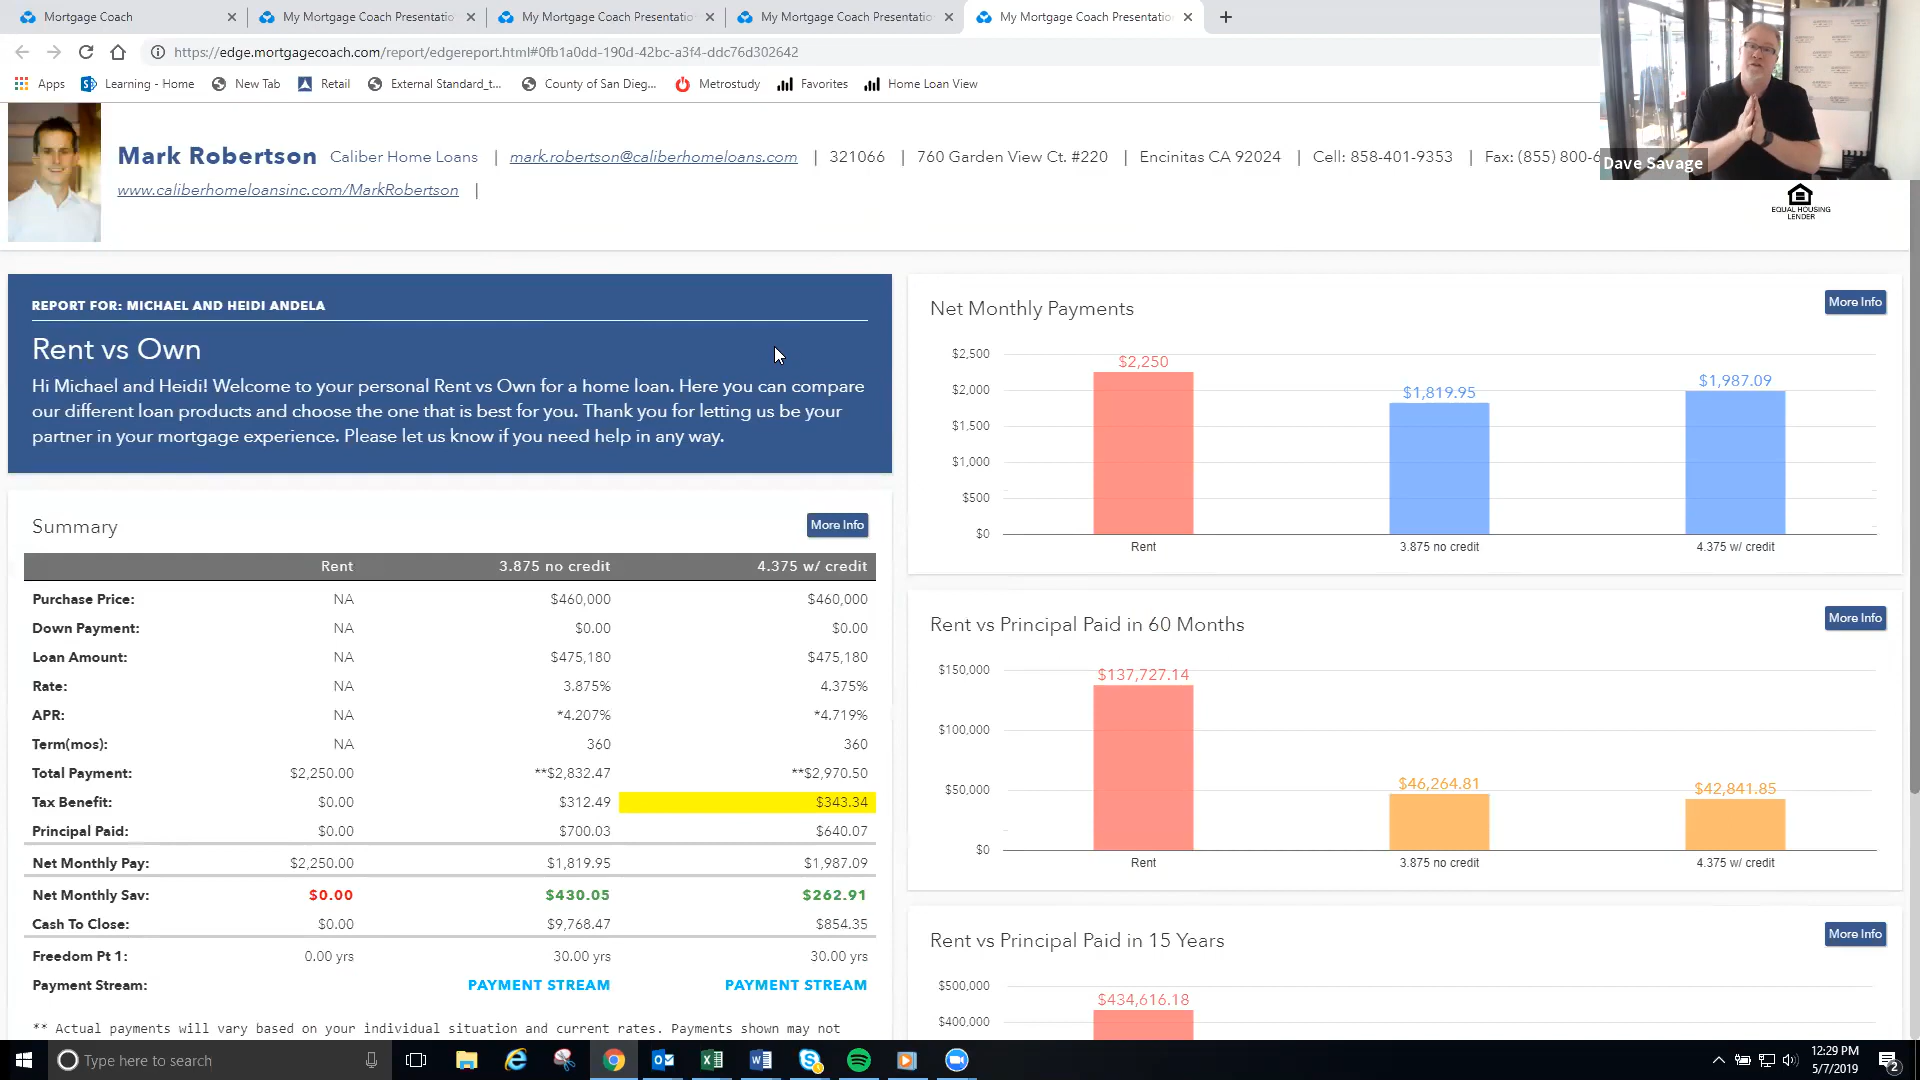 Mortgage Coach
My Mortgage Coach Presentatio
My Mortgage Coach Presentatio
My Mortgage Coach Presentatio
My Mortgage Coach Presentatio
https://edge.mortgagecoach.com/report/edgereport.html#0fb1a0dd-190d-42bc-a3f4-ddc76d302642
Apps
Learning - Home
New Tab
Retail
External Standard_t...
County of San Dieg...
Metrostudy
Favorites
Home Loan View
Mark Robertson Caliber Home Loans | mark.robertson@caliberhomeloans.com | 321066 | 760 Garden View Ct. #220 | Encinitas CA 92024 | Cell: 858-401-9353 | Fax: (855) 800-6
Dave Savage
www.caliberhomeloansinc.com/MarkRobertson |
EQUAL HOUSING
LENDER
REPORT FOR: MICHAEL AND HEIDI ANDELA
Rent vs Own
Hi Michael and Heidi! Welcome to your personal Rent vs Own for a home loan. Here you can compare
our different loan products and choose the one that is best for you. Thank you for letting us be your
partner in your mortgage experience. Please let us know if you need help in any way.
Summary
More Info
Rent 3.875 no credit 4.375 w/ credit
Purchase Price: NA $460,000 $460,000
Down Payment: NA $0.00 $0.00
Loan Amount: NA $475,180 $475,180
Rate: NA 3.875% 4.375%
APR: NA *4.207% *4.719%
Term(mos): NA 360 360
Total Payment: $2,250.00 **$2,832.47 **$2,970.50
Tax Benefit: $0.00 $312.49 $343.34
Principal Paid: $0.00 $700.03 $640.07
Net Monthly Pay: $2,250.00 $1,819.95 $1,987.09
Net Monthly Sav: $0.00 $430.05 $262.91
Cash To Close: $0.00 $9,768.47 $854.35
Freedom Pt 1: 0.00 yrs 30.00 yrs 30.00 yrs
Payment Stream: PAYMENT STREAM PAYMENT STREAM
** Actual payments will vary based on your individual situation and current rates. Payments shown may not
Net Monthly Payments
More Info
$2,500
$2,000
$1,500
$1,000
$500
$0
$2,250
$1,819.95
$1,987.09
Rent 3.875 no credit 4.375 w/ credit
Rent vs Principal Paid in 60 Months
More Info
$150,000
$100,000
$50,000
$0
$137,727.14
$46,264.81
$42,841.85
Rent 3.875 no credit 4.375 w/ credit
Rent vs Principal Paid in 15 Years
More Info
$500,000
$400,000
$434,616.18
Type here to search
12:29 PM
5/7/2019
2